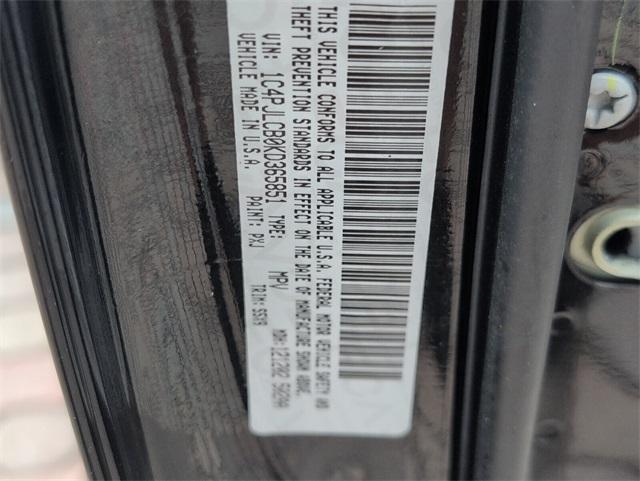 THIS VEHICLE CONFORMS TO ALL APPLICABLE U.S.A. FEDERAL MOTOR VEHICLE SAFETY AND
THEFT PREVENTION STANDARDS IN EFFECT ON THE DATE OF MANUFACTURE SHOWN ABOVE.
VIN: 1C4PJLCB0KD365851 TYPE: MPV
VEHICLE MADE IN U.S.A. PAINT: PXJ TRIM: